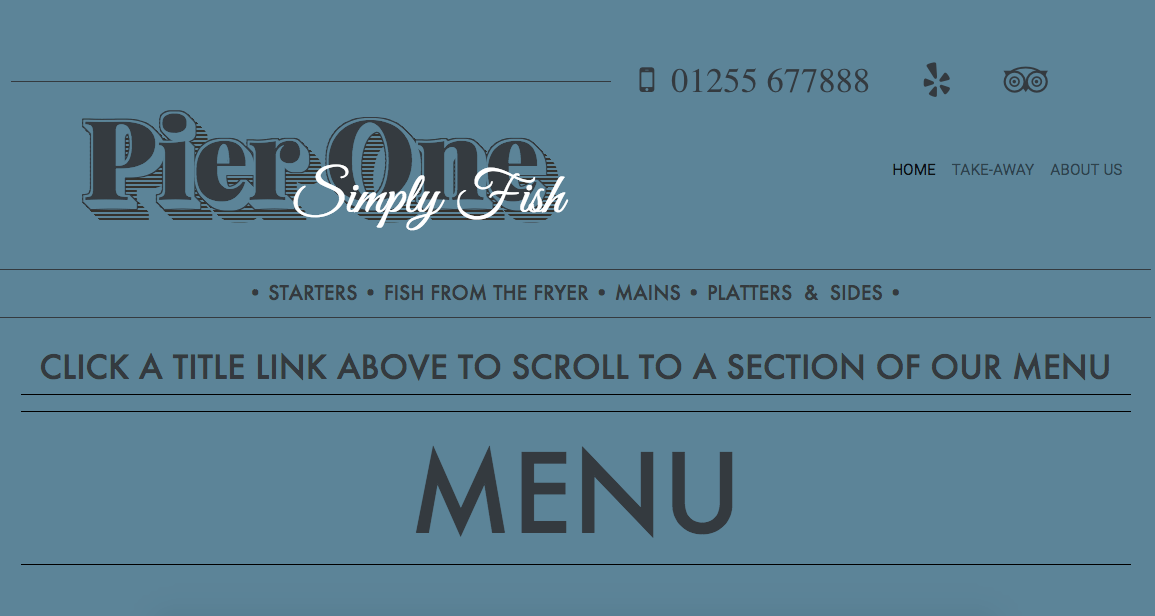 01255 677888
Pier One
Simply Fish
HOME TAKE-AWAY ABOUT US
• STARTERS • FISH FROM THE FRYER • MAINS • PLATTERS & SIDES •
CLICK A TITLE LINK ABOVE TO SCROLL TO A SECTION OF OUR MENU
MENU